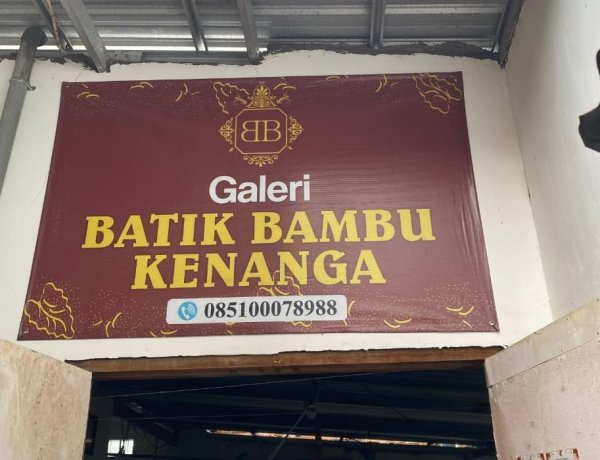 BB
Galeri
BATIK BAMBU
KENANGA
085100078988